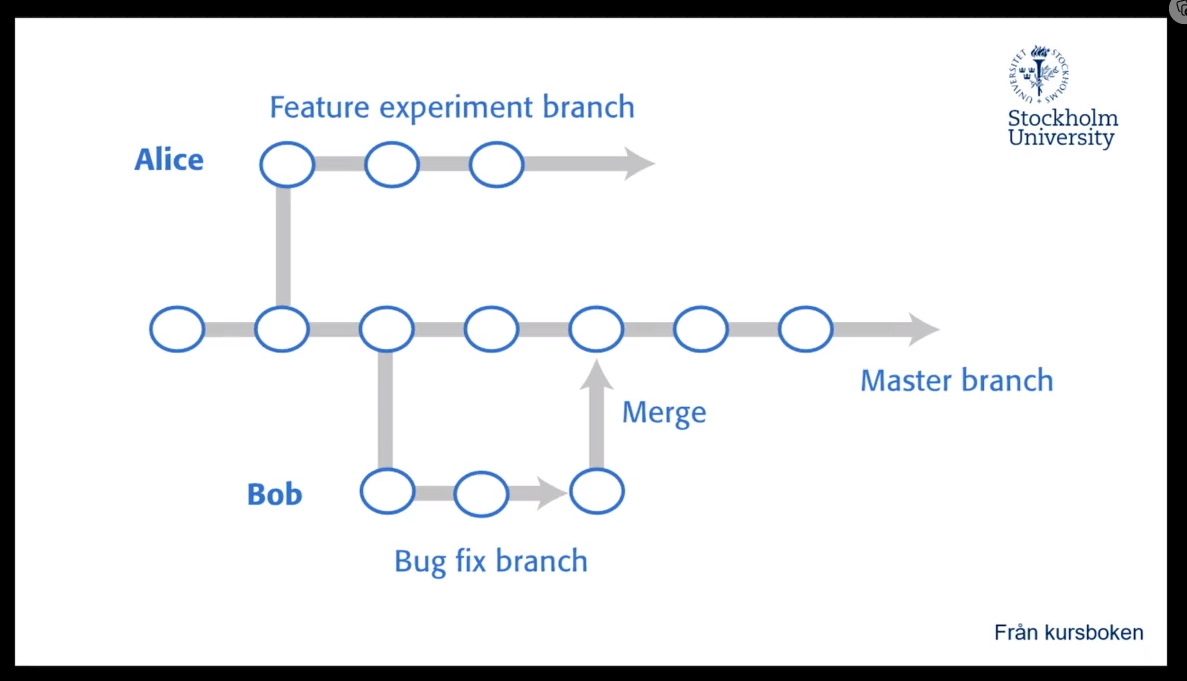 Feature experiment branch
STOCKHOLMS UNIVERSITET
Stockholm
University
Alice
Master branch
Merge
Bob
Bug fix branch
Från kursboken